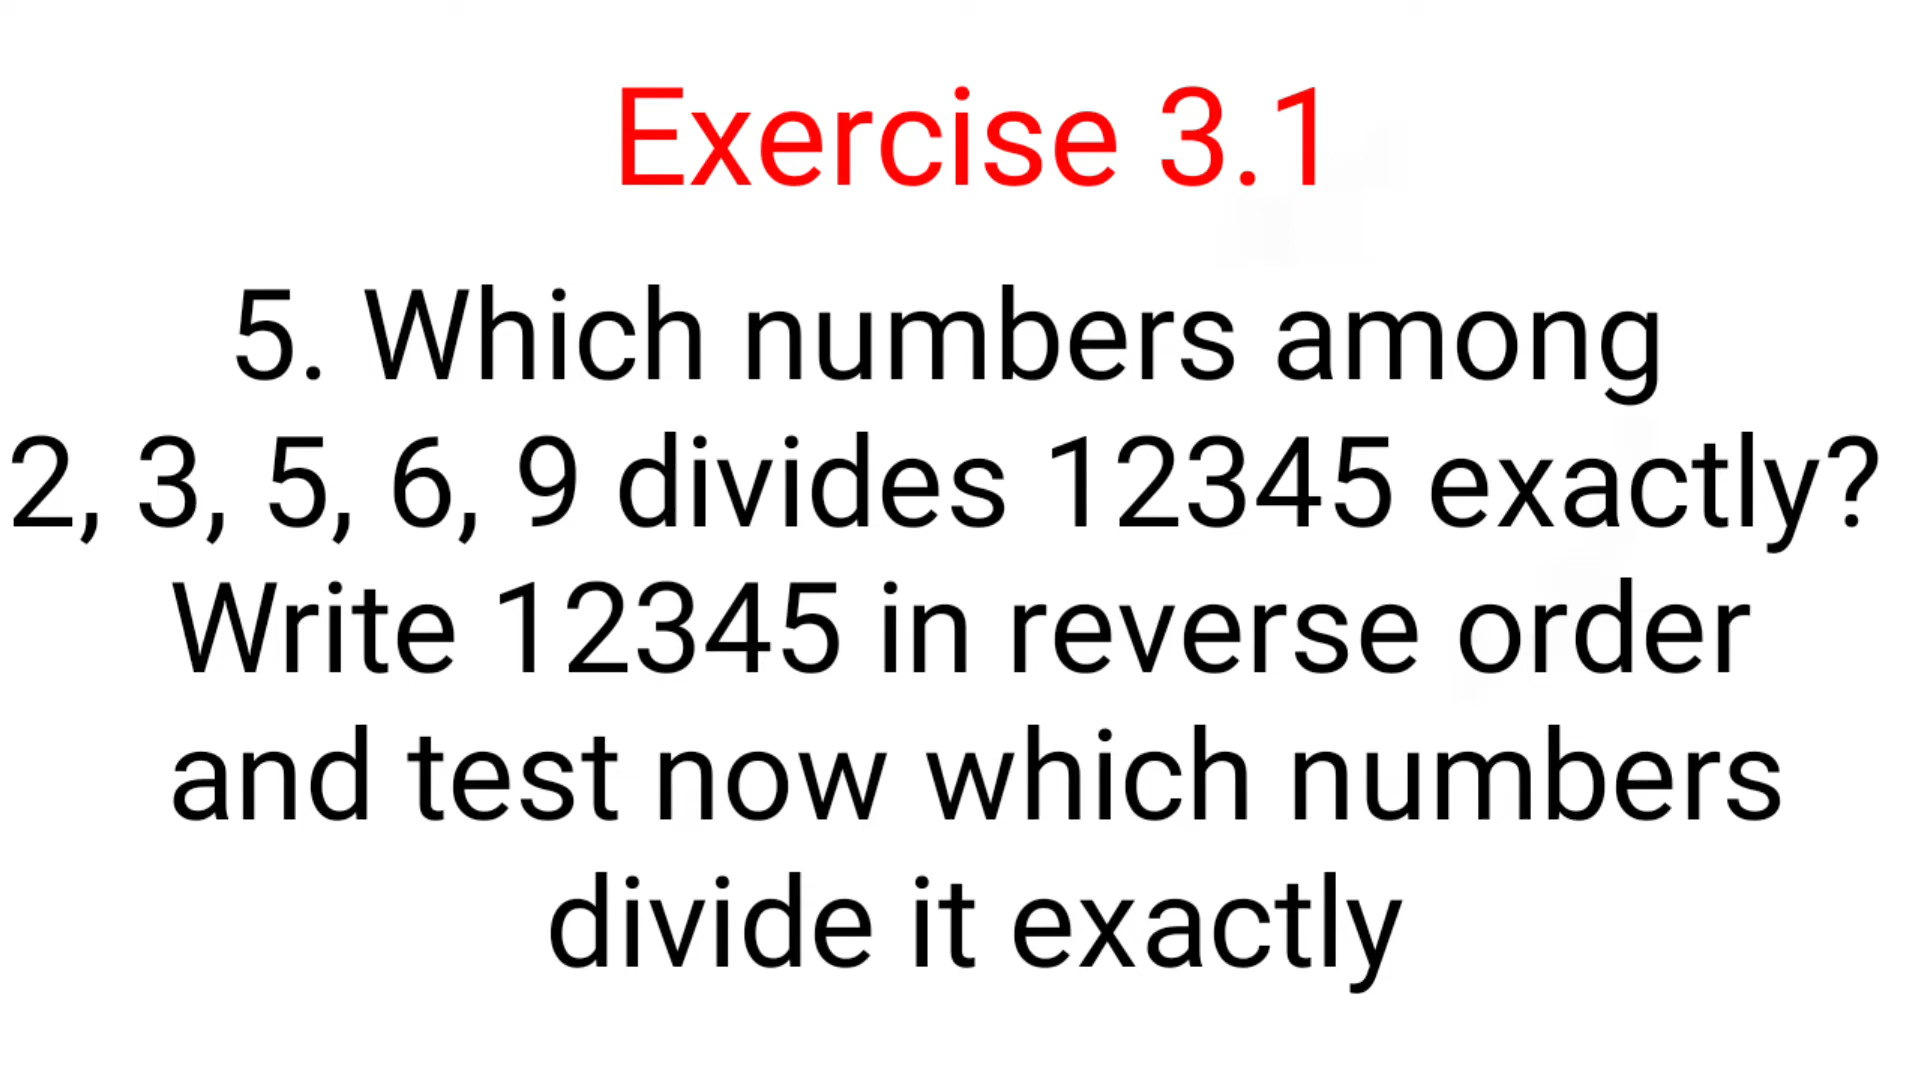 Exercise 3.1
5. Which numbers among
2, 3, 5, 6, 9 divides 12345 exactly?
Write 12345 in reverse order
and test now which numbers
divide it exactly